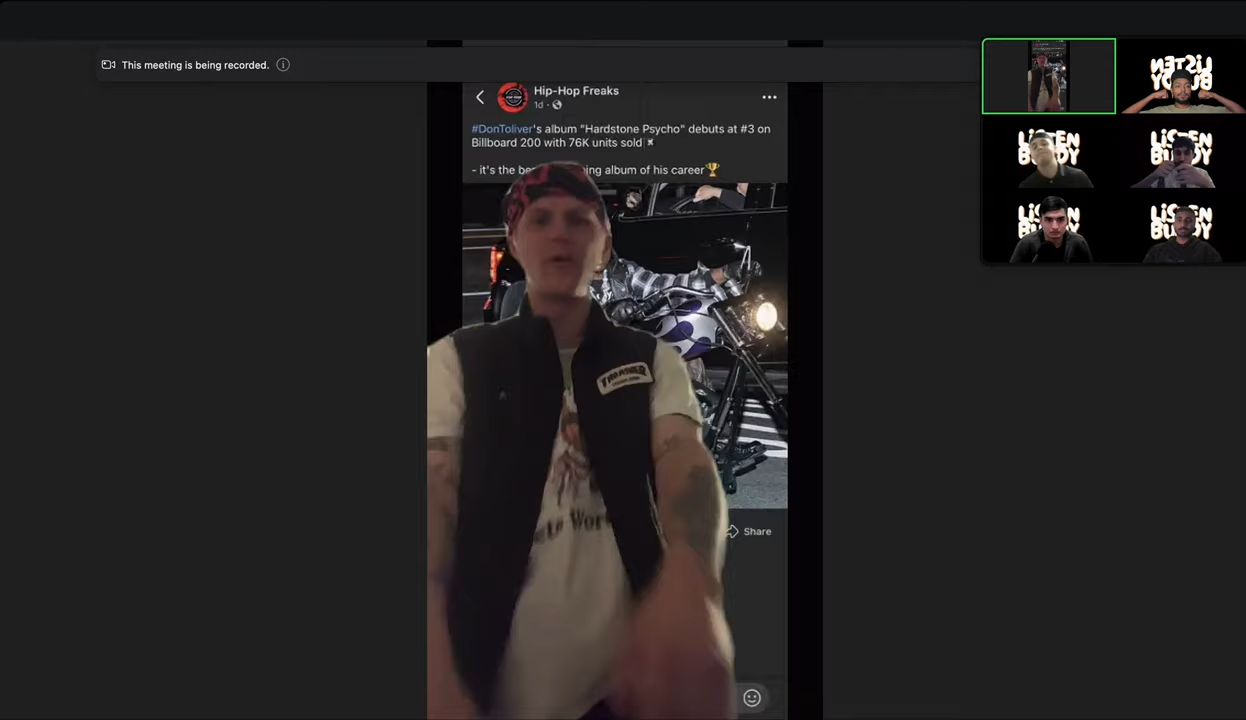 This meeting is being recorded.
Hip-Hop Freaks
1d
#DonToliver's album "Hardstone Psycho" debuts at #3 on
Billboard 200 with 76K units sold
- it's the be ing album of his career
THRASHER
Share
LiSTEN
BUDDY
LiSTEN
BUDDY
LiSTEN
BUDDY
LiSTEN
BUDDY
LiSTEN
BUDDY